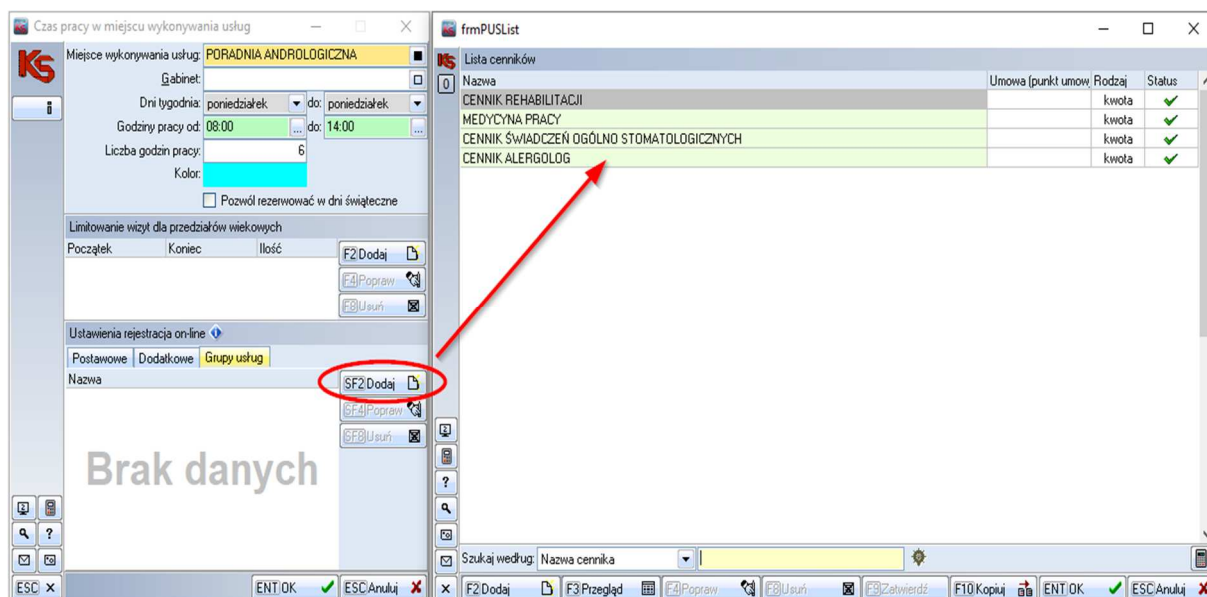 Czas pracy w miejscu wykonywania usług
KS
i
Miejsce wykonywania usług: PORADNIA ANDROLOGICZNA
Gabinet:
Dni tygodnia: poniedziałek do: poniedziałek
Godziny pracy od: 08:00 ... do: 14:00 ...
Liczba godzin pracy: 6
Kolor:
Pozwól rezerwować w dni świąteczne
Limitowanie wizyt dla przedziałów wiekowych
Początek Koniec Ilość
F2 Dodaj
F4 Popraw
F8 Usuń
Ustawienia rejestracja on-line
Postawowe Dodatkowe Grupy usług
Nazwa
SF2 Dodaj
SF4 Popraw
SF8 Usuń
Brak danych
?
ESC X
ENT OK ESC Anuluj
frmPUSList
KS Lista cenników
0 Nazwa Umowa (punkt umow Rodzaj Status
CENNIK REHABILITACJI kwota
MEDYCYNA PRACY kwota
CENNIK ŚWIADCZEŃ OGÓLNO STOMATOLOGICZNYCH kwota
CENNIK ALERGOLOG kwota
?
Szukaj według: Nazwa cennika
X F2 Dodaj F3 Przegląd F4 Popraw F8 Usuń F9 Zatwierdź F10 Kopiuj ENT OK ESC Anuluj